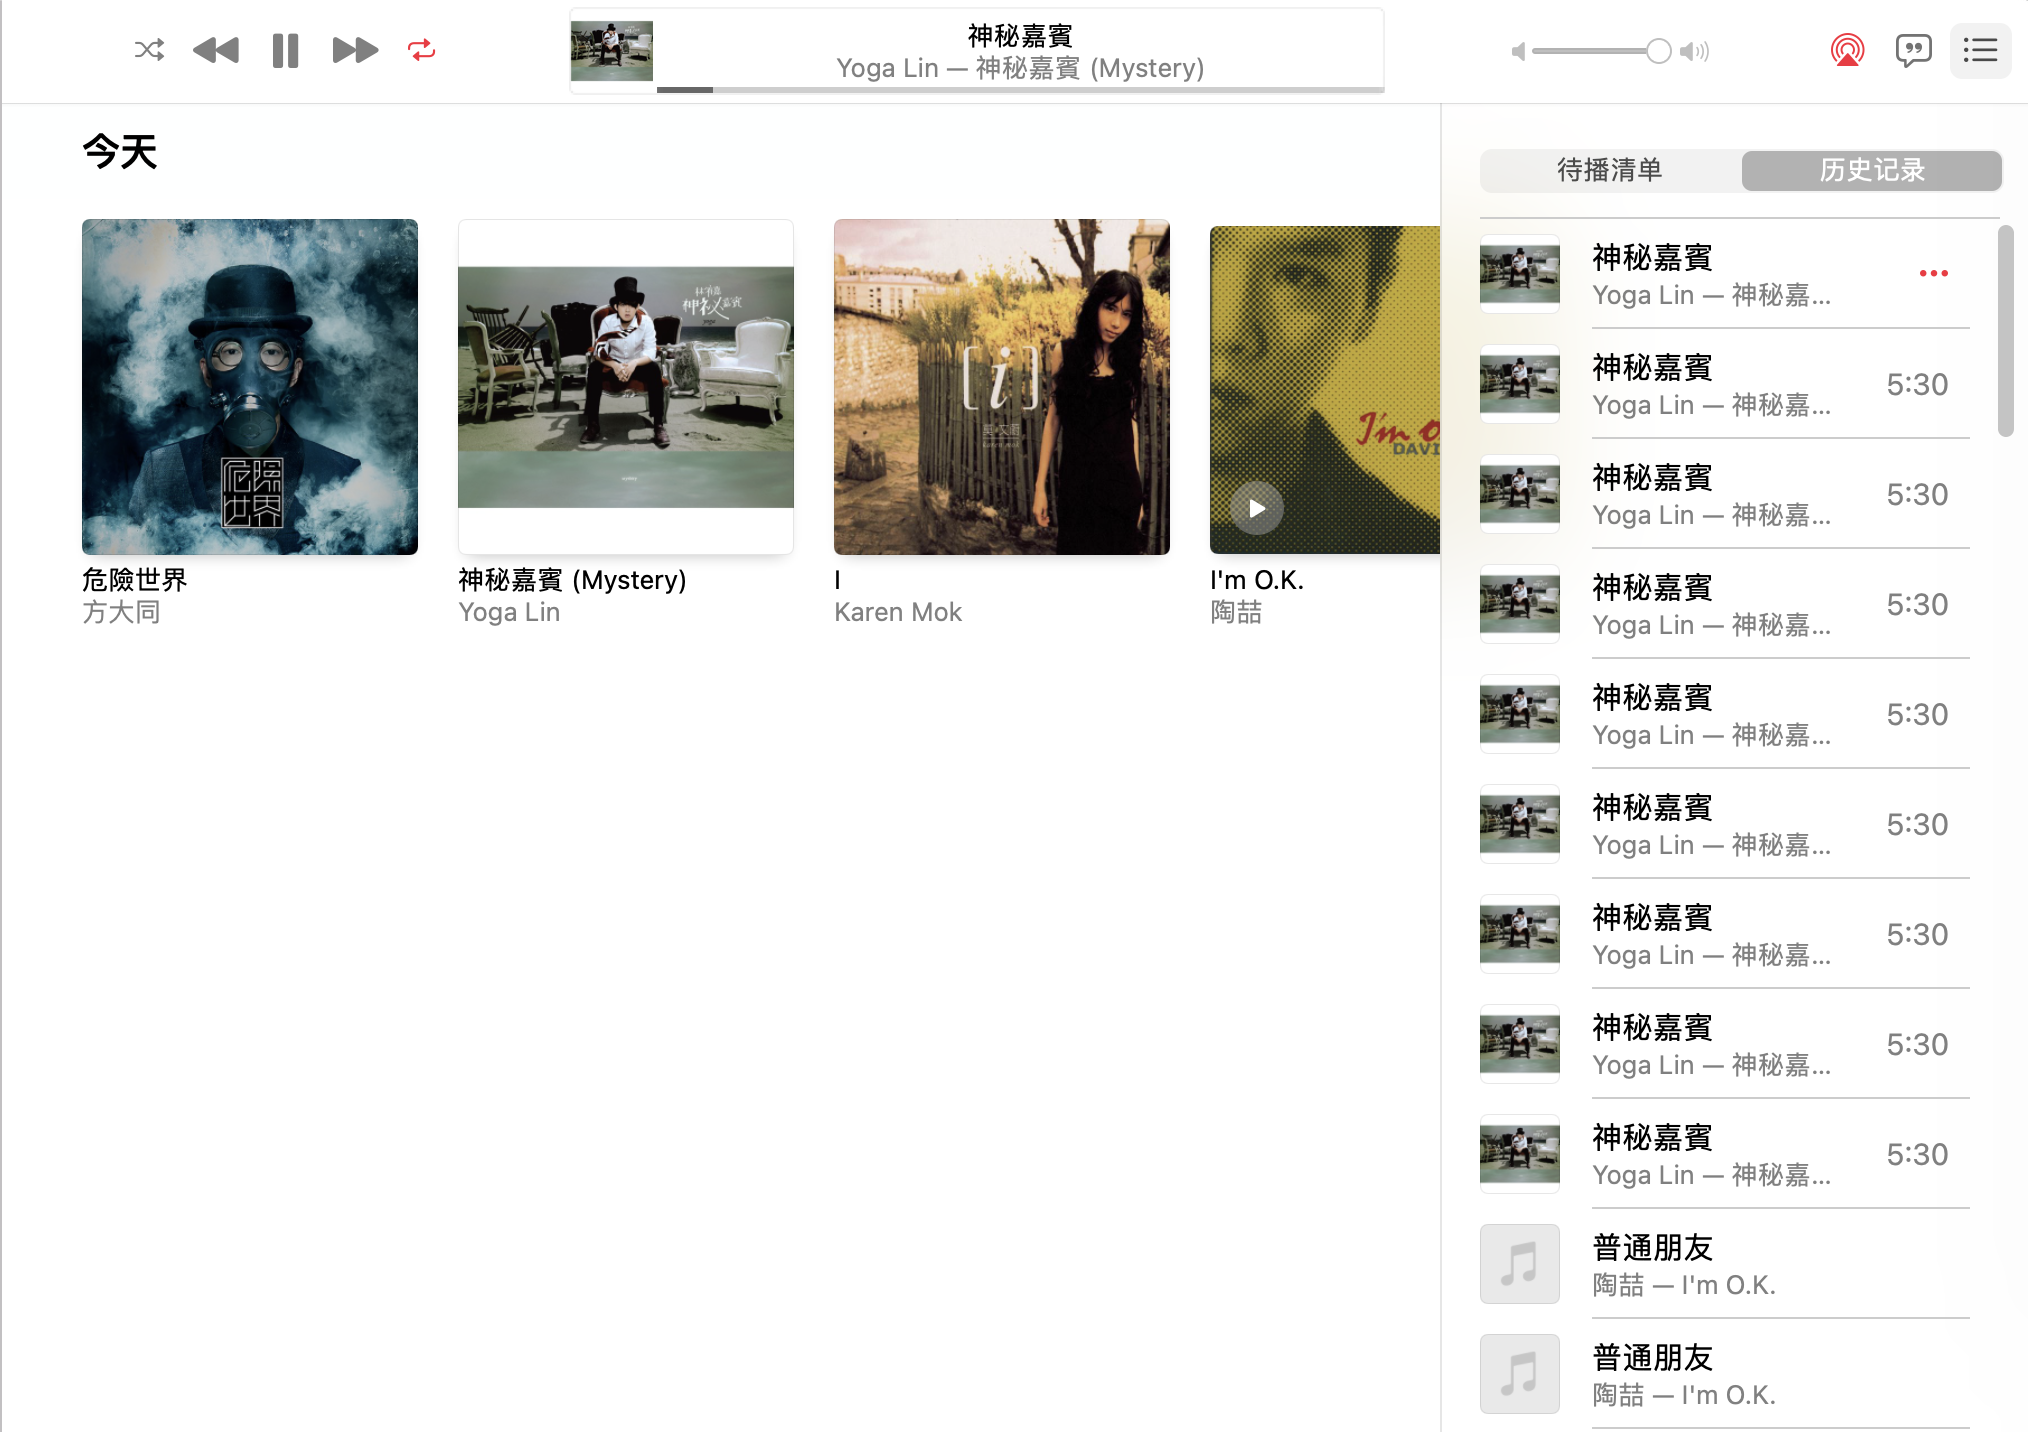 神秘嘉賓
Yoga Lin — 神秘嘉賓 (Mystery)
今天
危險世界
危險世界
方大同
林宥嘉
神秘嘉賓
神秘嘉賓 (Mystery)
Yoga Lin
[i]
莫文蔚
karen mok
I
Karen Mok
I'm O
DAVI
I'm O.K.
陶喆
待播清单
历史记录
神秘嘉賓
Yoga Lin — 神秘嘉...
神秘嘉賓
Yoga Lin — 神秘嘉...
5:30
神秘嘉賓
Yoga Lin — 神秘嘉...
5:30
神秘嘉賓
Yoga Lin — 神秘嘉...
5:30
神秘嘉賓
Yoga Lin — 神秘嘉...
5:30
神秘嘉賓
Yoga Lin — 神秘嘉...
5:30
神秘嘉賓
Yoga Lin — 神秘嘉...
5:30
神秘嘉賓
Yoga Lin — 神秘嘉...
5:30
神秘嘉賓
Yoga Lin — 神秘嘉...
5:30
普通朋友
陶喆 — I'm O.K.
普通朋友
陶喆 — I'm O.K.